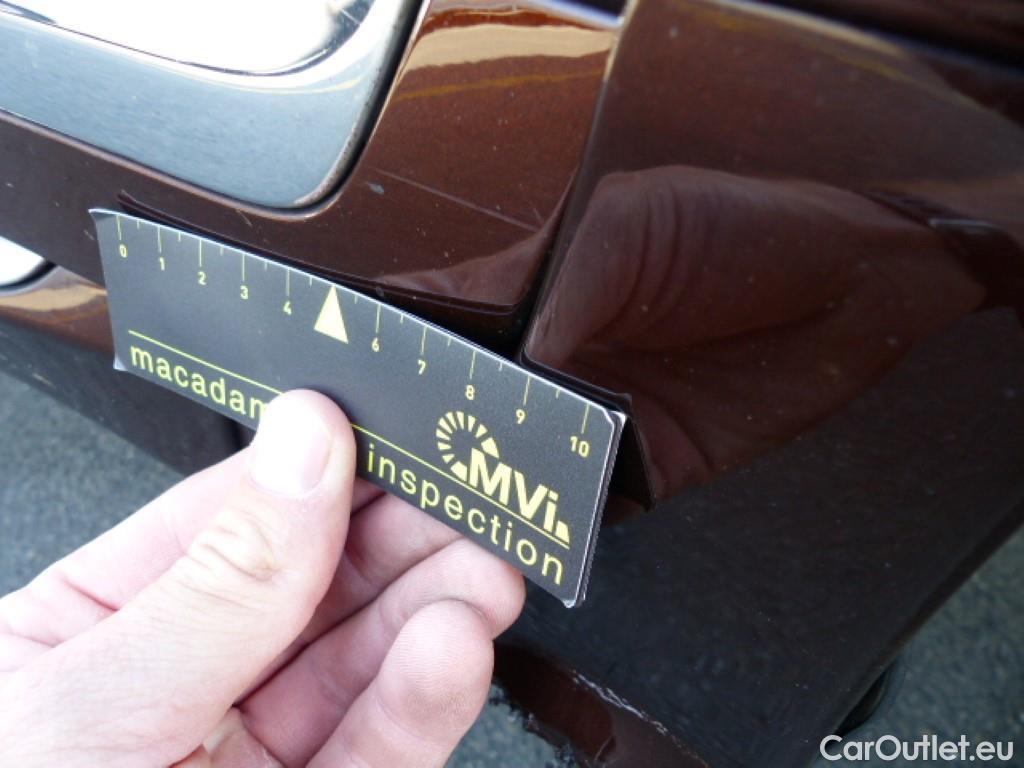 0 1 2 3 4 6 7 8 9 10
macadam
MVi
inspection
CarOutlet.eu